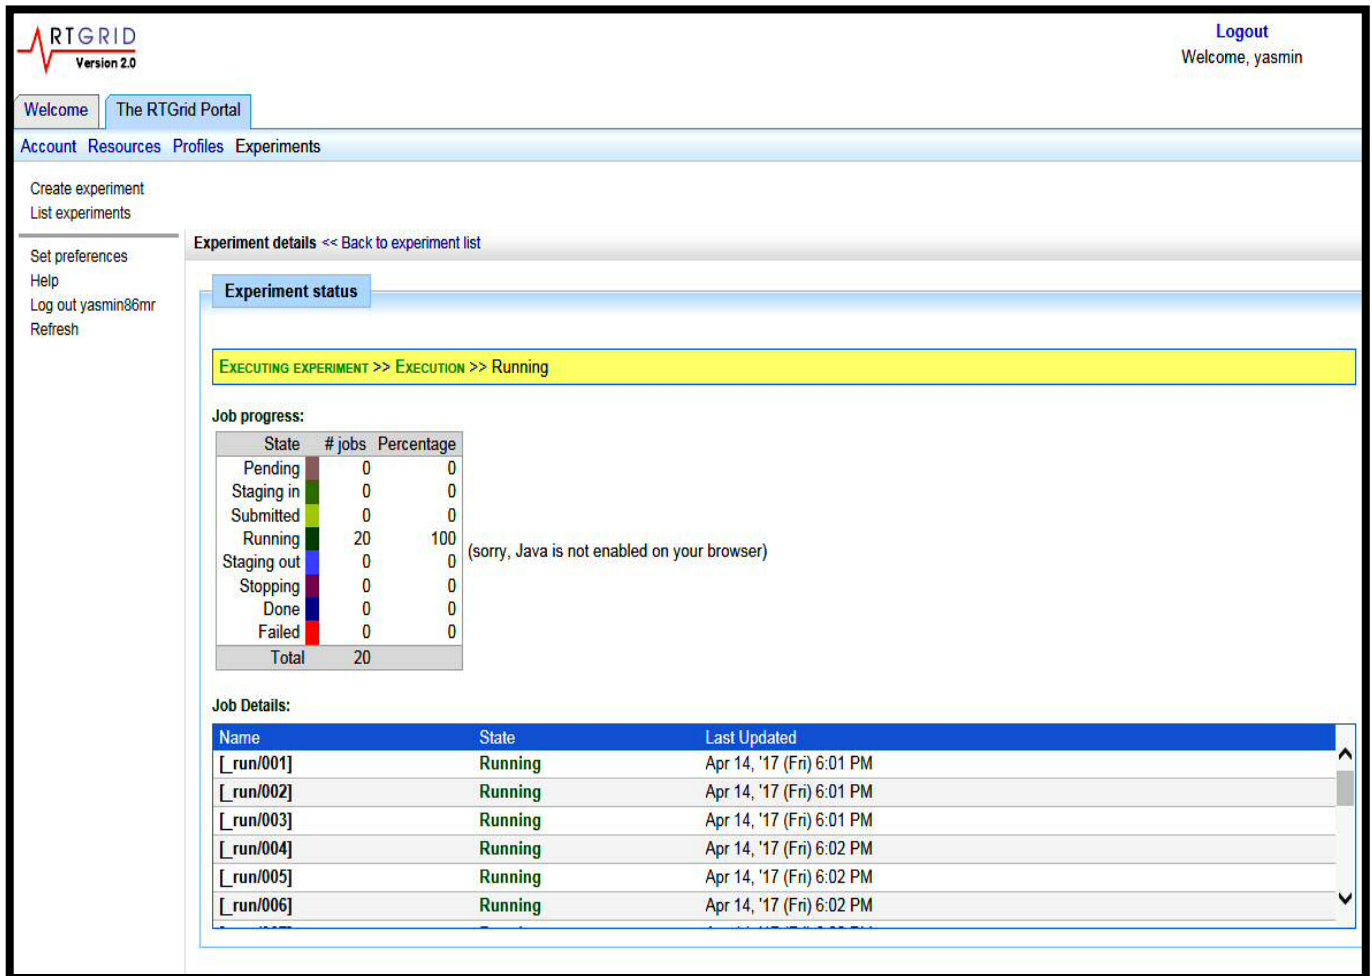 RTGRID
Version 2.0
Logout
Welcome, yasmin
Welcome The RTGrid Portal
Account Resources Profiles Experiments
Create experiment
List experiments
Set preferences
Help
Log out yasmin86mr
Refresh
Experiment details << Back to experiment list
Experiment status
EXECUTING EXPERIMENT >> EXECUTION >> Running
Job progress:
State # jobs Percentage
Pending 0 0
Staging in 0 0
Submitted 0 0
Running 20 100
Staging out 0 0
Stopping 0 0
Done 0 0
Failed 0 0
Total 20
(sorry, Java is not enabled on your browser)
Job Details:
Name State Last Updated
[_run/001] Running Apr 14, '17 (Fri) 6:01 PM
[_run/002] Running Apr 14, '17 (Fri) 6:01 PM
[_run/003] Running Apr 14, '17 (Fri) 6:01 PM
[_run/004] Running Apr 14, '17 (Fri) 6:02 PM
[_run/005] Running Apr 14, '17 (Fri) 6:02 PM
[_run/006] Running Apr 14, '17 (Fri) 6:02 PM